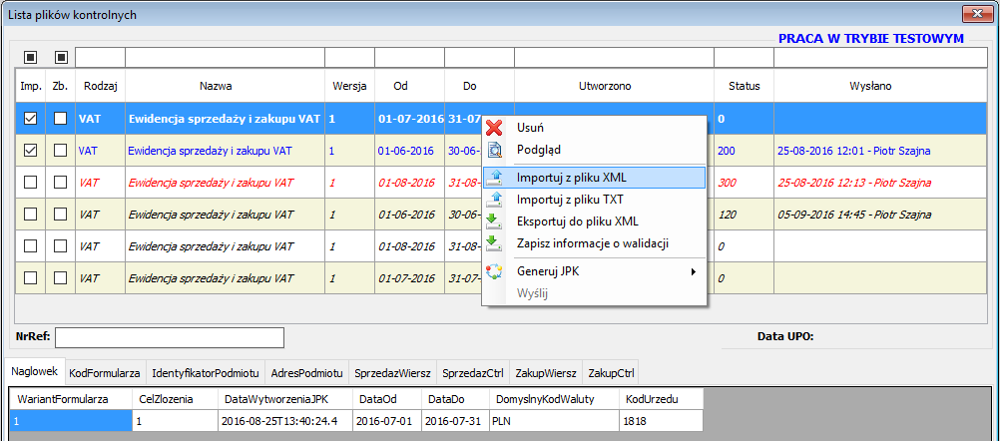 Lista plików kontrolnych
PRACA W TRYBIE TESTOWYM
Imp. Zb. Rodzaj Nazwa Wersja Od Do Utworzono Status Wysłano
VAT Ewidencja sprzedaży i zakupu VAT 1 01-07-2016 31-07 0
VAT Ewidencja sprzedaży i zakupu VAT 1 01-06-2016 30-06- 200 25-08-2016 12:01 - Piotr Szajna
VAT Ewidencja sprzedaży i zakupu VAT 1 01-08-2016 31-08- 300 25-08-2016 12:13 - Piotr Szajna
VAT Ewidencja sprzedaży i zakupu VAT 1 01-06-2016 30-06- 120 05-09-2016 14:45 - Piotr Szajna
VAT Ewidencja sprzedaży i zakupu VAT 1 01-08-2016 31-08- 0
VAT Ewidencja sprzedaży i zakupu VAT 1 01-07-2016 31-07- 0
Usuń
Podgląd
Importuj z pliku XML
Importuj z pliku TXT
Eksportuj do pliku XML
Zapisz informacje o walidacji
Generuj JPK
Wyślij
NrRef: Data UPO:
Naglowek KodFormularza IdentyfikatorPodmiotu AdresPodmiotu SprzedazWiersz SprzedazCtrl ZakupWiersz ZakupCtrl
WariantFormularza CelZlozenia DataWytworzeniaJPK DataOd DataDo DomyslnyKodWaluty KodUrzedu
1 1 2016-08-25T13:40:24.4 2016-07-01 2016-07-31 PLN 1818